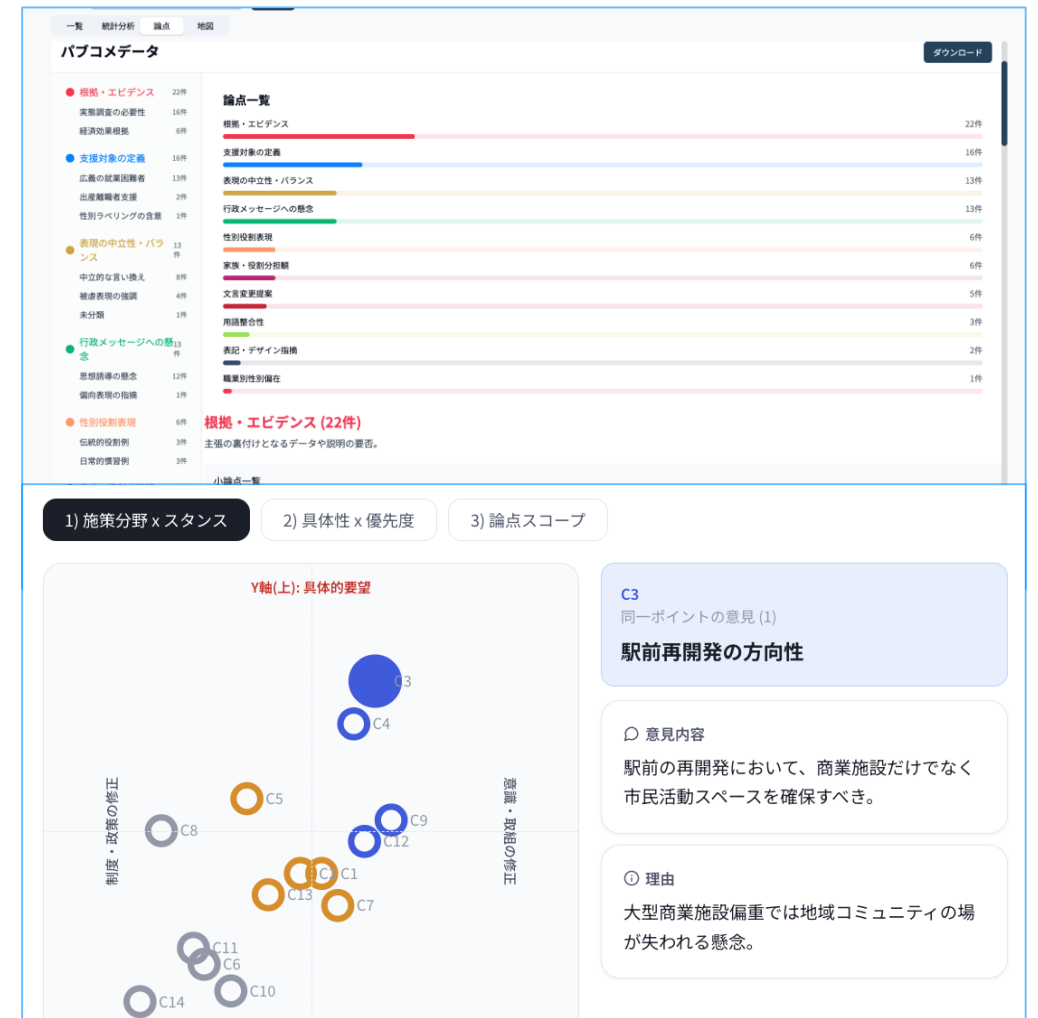 一覧
統計分析
論点
地図
パブコメデータ
ダウンロード
根拠・エビデンス 22件
実態調査の必要性 16件
経済効果根拠 6件
支援対象の定義 16件
広義の就業困難者 13件
出産離職者支援 2件
性別ラベリングの含意 1件
表現の中立性・バラ
ンス
13
件
中立的な言い換え 8件
被虐表現の強調 4件
未分類 1件
行政メッセージへの懸
念
13
件
思想誘導の懸念 12件
偏向表現の指摘 1件
性別役割表現 6件
伝統的役割例 3件
日常的慣習例 3件
論点一覧
根拠・エビデンス 22件
支援対象の定義 16件
表現の中立性・バランス 13件
行政メッセージへの懸念 13件
性別役割表現 6件
家族・役割分担観 6件
文言変更提案 5件
用語整合性 3件
表記・デザイン指摘 2件
職業別性別偏在 1件
根拠・エビデンス (22件)
主張の裏付けとなるデータや説明の要否。
小論点一覧
1) 施策分野 x スタンス
2) 具体性 x 優先度
3) 論点スコープ
Y軸(上): 具体的要望
制度・政策の修正
意識・取組の修正
C3
C4
C5
C9
C8
C12
C2
C1
C13
C7
C11
C6
C10
C14
C3
同一ポイントの意見 (1)
駅前再開発の方向性
意見内容
駅前の再開発において、商業施設だけでなく
市民活動スペースを確保すべき。
理由
大型商業施設偏重では地域コミュニティの場
が失われる懸念。